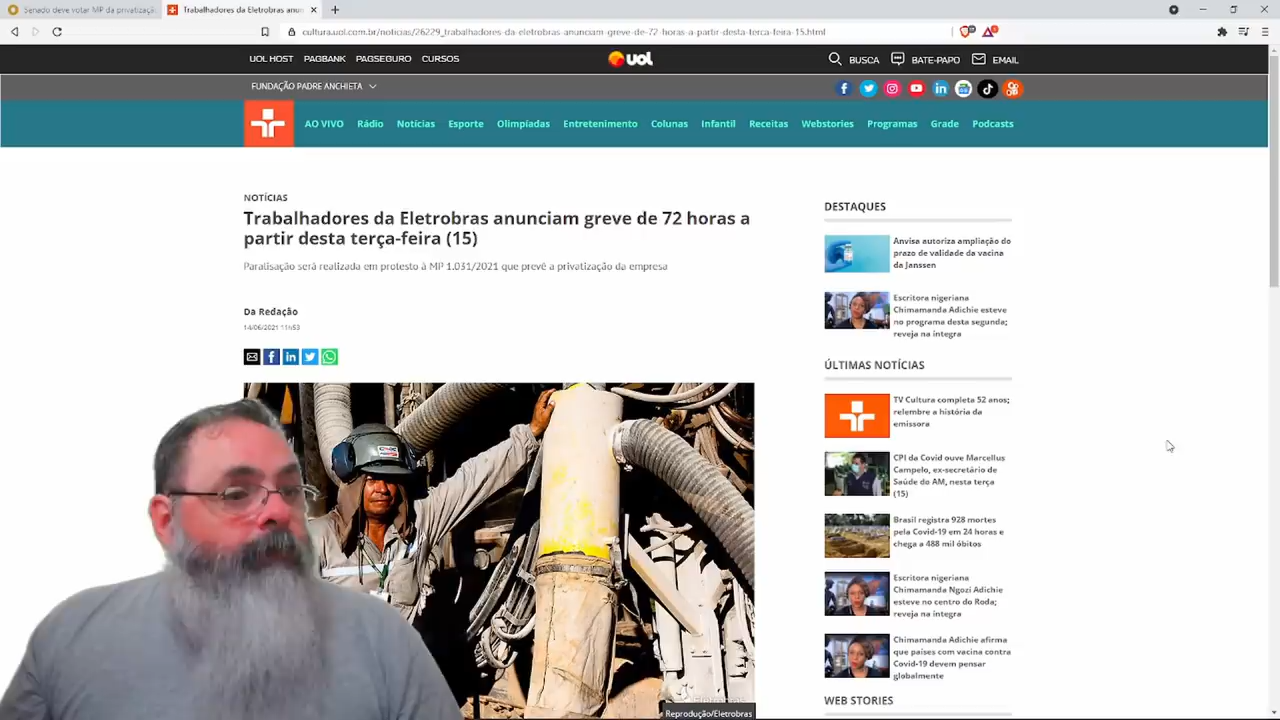 Senado deve votar MP da privatizaçã
Trabalhadores da Eletrobras anun
cultura.uol.com.br/noticias/26229_trabalhadores-da-eletrobras-anunciam-greve-de-72-horas-a-partir-desta-terca-feira-15.html
UOL HOST PAGBANK PAGSEGURO CURSOS
UOL
BUSCA BATE-PAPO EMAIL
FUNDAÇÃO PADRE ANCHIETA
AO VIVO Rádio Notícias Esporte Olimpíadas Entretenimento Colunas Infantil Receitas Webstories Programas Grade Podcasts
NOTÍCIAS
Trabalhadores da Eletrobras anunciam greve de 72 horas a
partir desta terça-feira (15)
Paralisação será realizada em protesto à MP 1.031/2021 que prevê a privatização da empresa
Da Redação
14/06/2021 11h53
Reprodução/Eletrobras
DESTAQUES
Anvisa autoriza ampliação do
prazo de validade da vacina
da Janssen
Escritora nigeriana
Chimamanda Adichie esteve
no programa desta segunda;
reveja na íntegra
ÚLTIMAS NOTÍCIAS
TV Cultura completa 52 anos;
relembre a história da
emissora
CPI da Covid ouve Marcellus
Campelo, ex-secretário de
Saúde do AM, nesta terça
(15)
Brasil registra 928 mortes
pela Covid-19 em 24 horas e
chega a 488 mil óbitos
Escritora nigeriana
Chimamanda Ngozi Adichie
esteve no centro do Roda;
reveja na íntegra
Chimamanda Adichie afirma
que países com vacina contra
Covid-19 devem pensar
globalmente
WEB STORIES